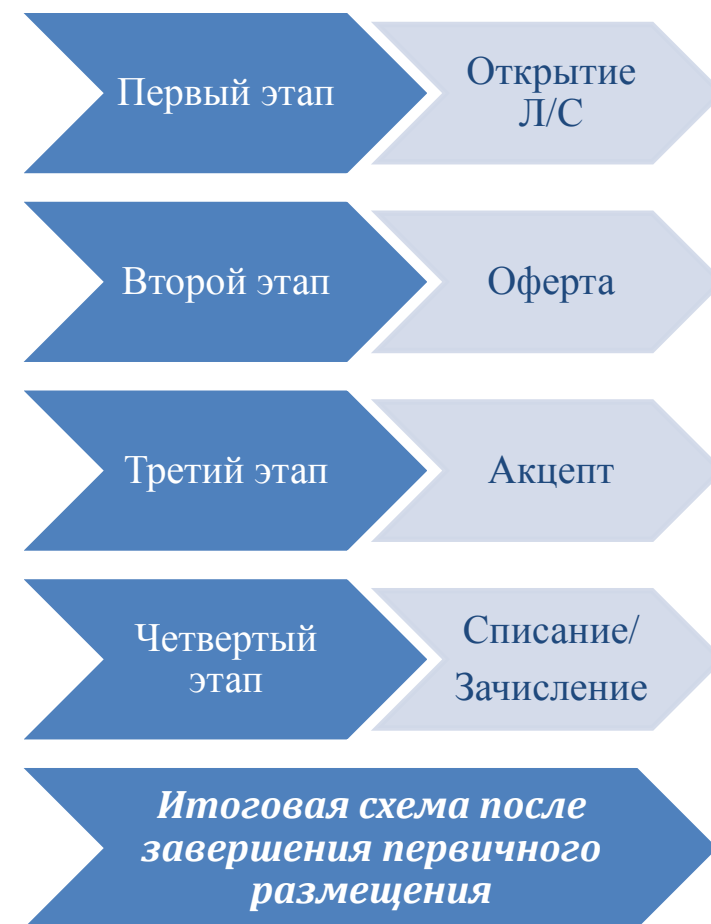 Первый этап
Открытие
Л/С
Второй этап
Оферта
Третий этап
Акцепт
Четвертый
этап
Списание/
Зачисление
Итоговая схема после
завершения первичного
размещения